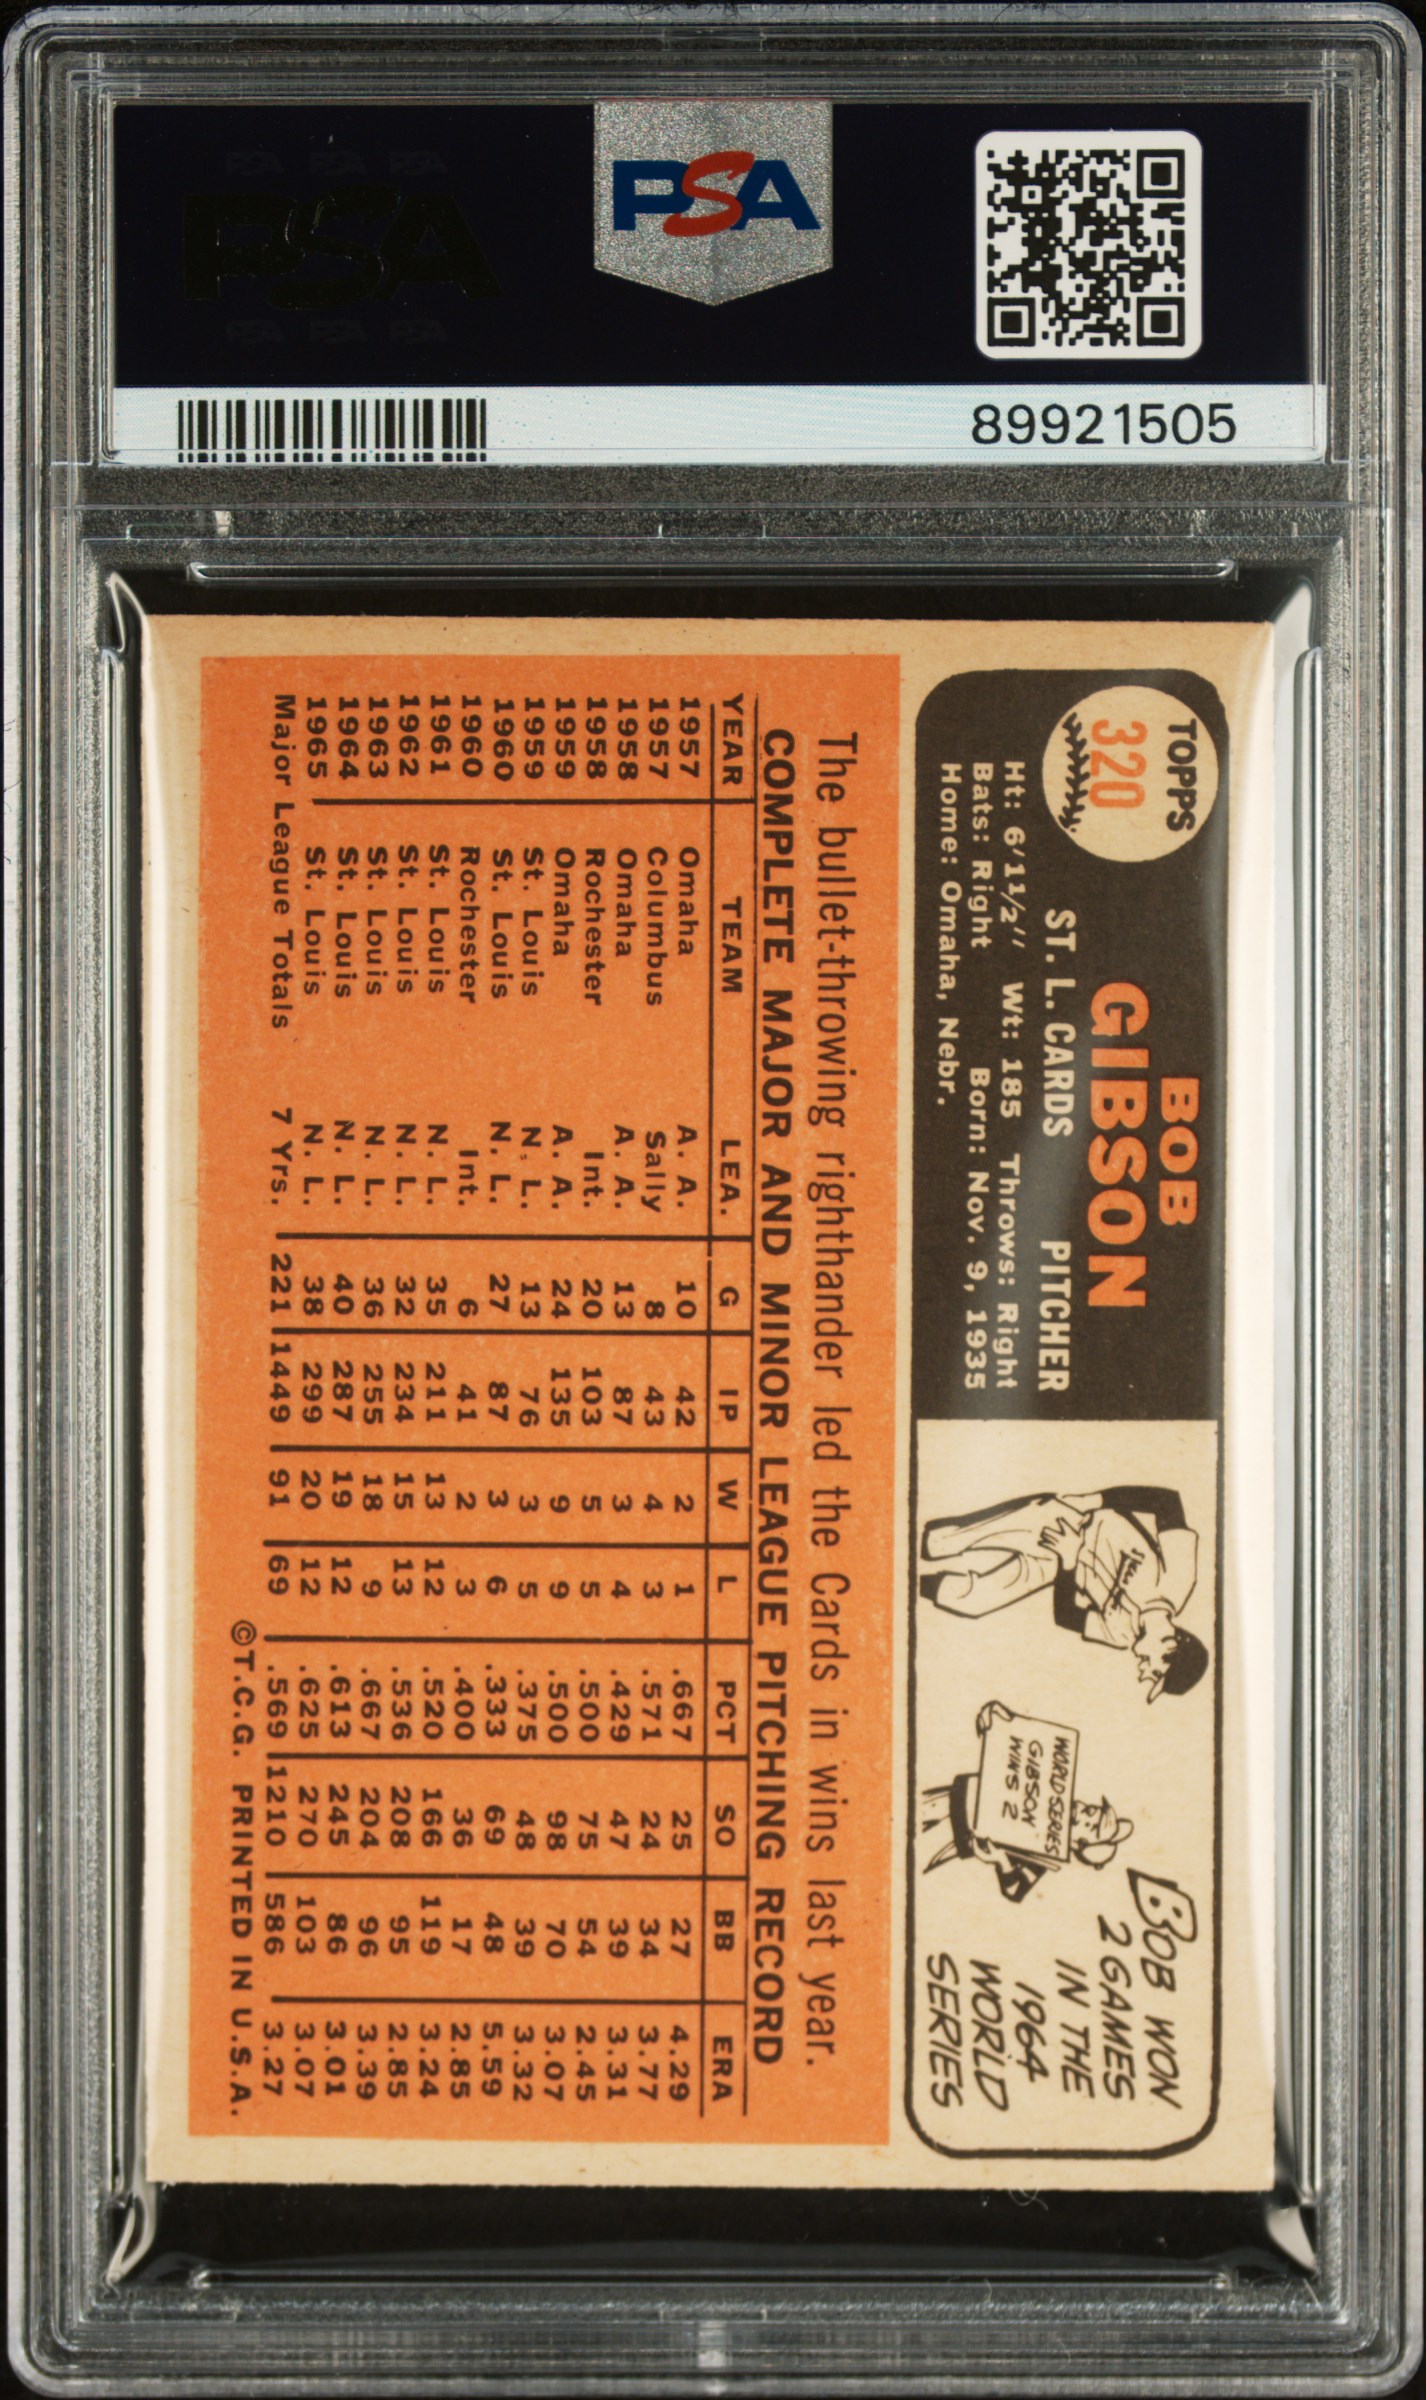 PSA
89921505
TOPPS
320
BOB
GIBSON
ST. L. CARDS PITCHER
Ht: 6'1½" Wt: 185 Throws: Right
Bats: Right Born: Nov. 9, 1935
Home: Omaha, Nebr.
WORLD SERIES
GIBSON
WINS 2
BOB WON
2 GAMES
IN THE
1964
WORLD
SERIES
The bullet-throwing righthander led the Cards in wins last year.
COMPLETE MAJOR AND MINOR LEAGUE PITCHING RECORD
YEAR TEAM LEA. G IP W L PCT SO BB ERA
1957 Omaha A. A. 10 42 2 1 .667 25 27 4.29
1957 Columbus Sally 8 43 4 3 .571 24 34 3.77
1958 Omaha A. A. 13 87 3 4 .429 47 39 3.31
1958 Rochester Int. 20 103 5 5 .500 75 54 2.45
1959 Omaha A. A. 24 135 9 9 .500 98 70 3.07
1959 St. Louis N. L. 13 76 3 5 .375 48 39 3.32
1960 St. Louis N. L. 27 87 3 6 .333 69 48 5.59
1960 Rochester Int. 6 41 2 3 .400 36 17 2.85
1961 St. Louis N. L. 35 211 13 12 .520 166 119 3.24
1962 St. Louis N. L. 32 234 15 13 .536 208 95 2.85
1963 St. Louis N. L. 36 255 18 9 .667 204 96 3.39
1964 St. Louis N. L. 40 287 19 12 .613 245 86 3.01
1965 St. Louis N. L. 38 299 20 12 .625 270 103 3.07
Major League Totals 7 Yrs. 221 1449 91 69 .569 1210 586 3.27
©T.C.G. PRINTED IN U.S.A.